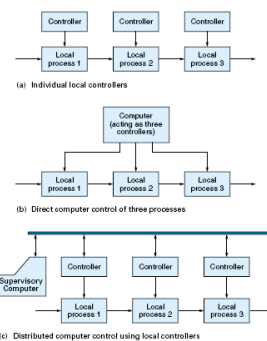 Controller Controller Controller
Local process 1 Local process 2 Local process 3
(a) Individual local controllers
Computer
(acting as three
controllers)
Local process 1 Local process 2 Local process 3
(b) Direct computer control of three processes
Supervisory
Computer
Controller Controller Controller
Local process 1 Local process 2 Local process 3
(c) Distributed computer control using local controllers